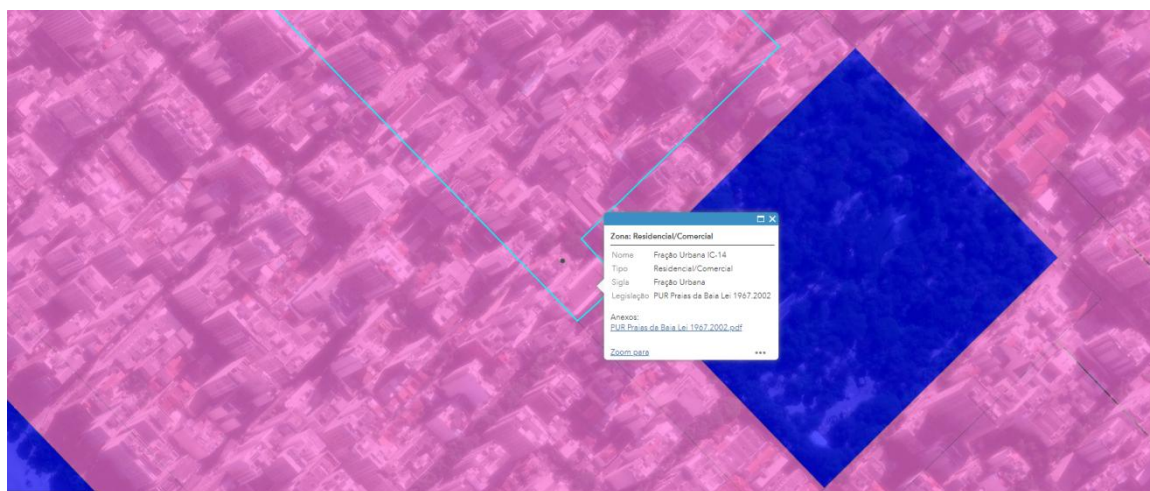 Zona: Residencial/Comercial
Nome Fração Urbana IC-14
Tipo Residencial/Comercial
Sigla Fração Urbana
Legislação PUR Praias da Baia Lei 1967.2002
Anexos:
PUR Praias da Baia Lei 1967.2002.pdf
Zoom para